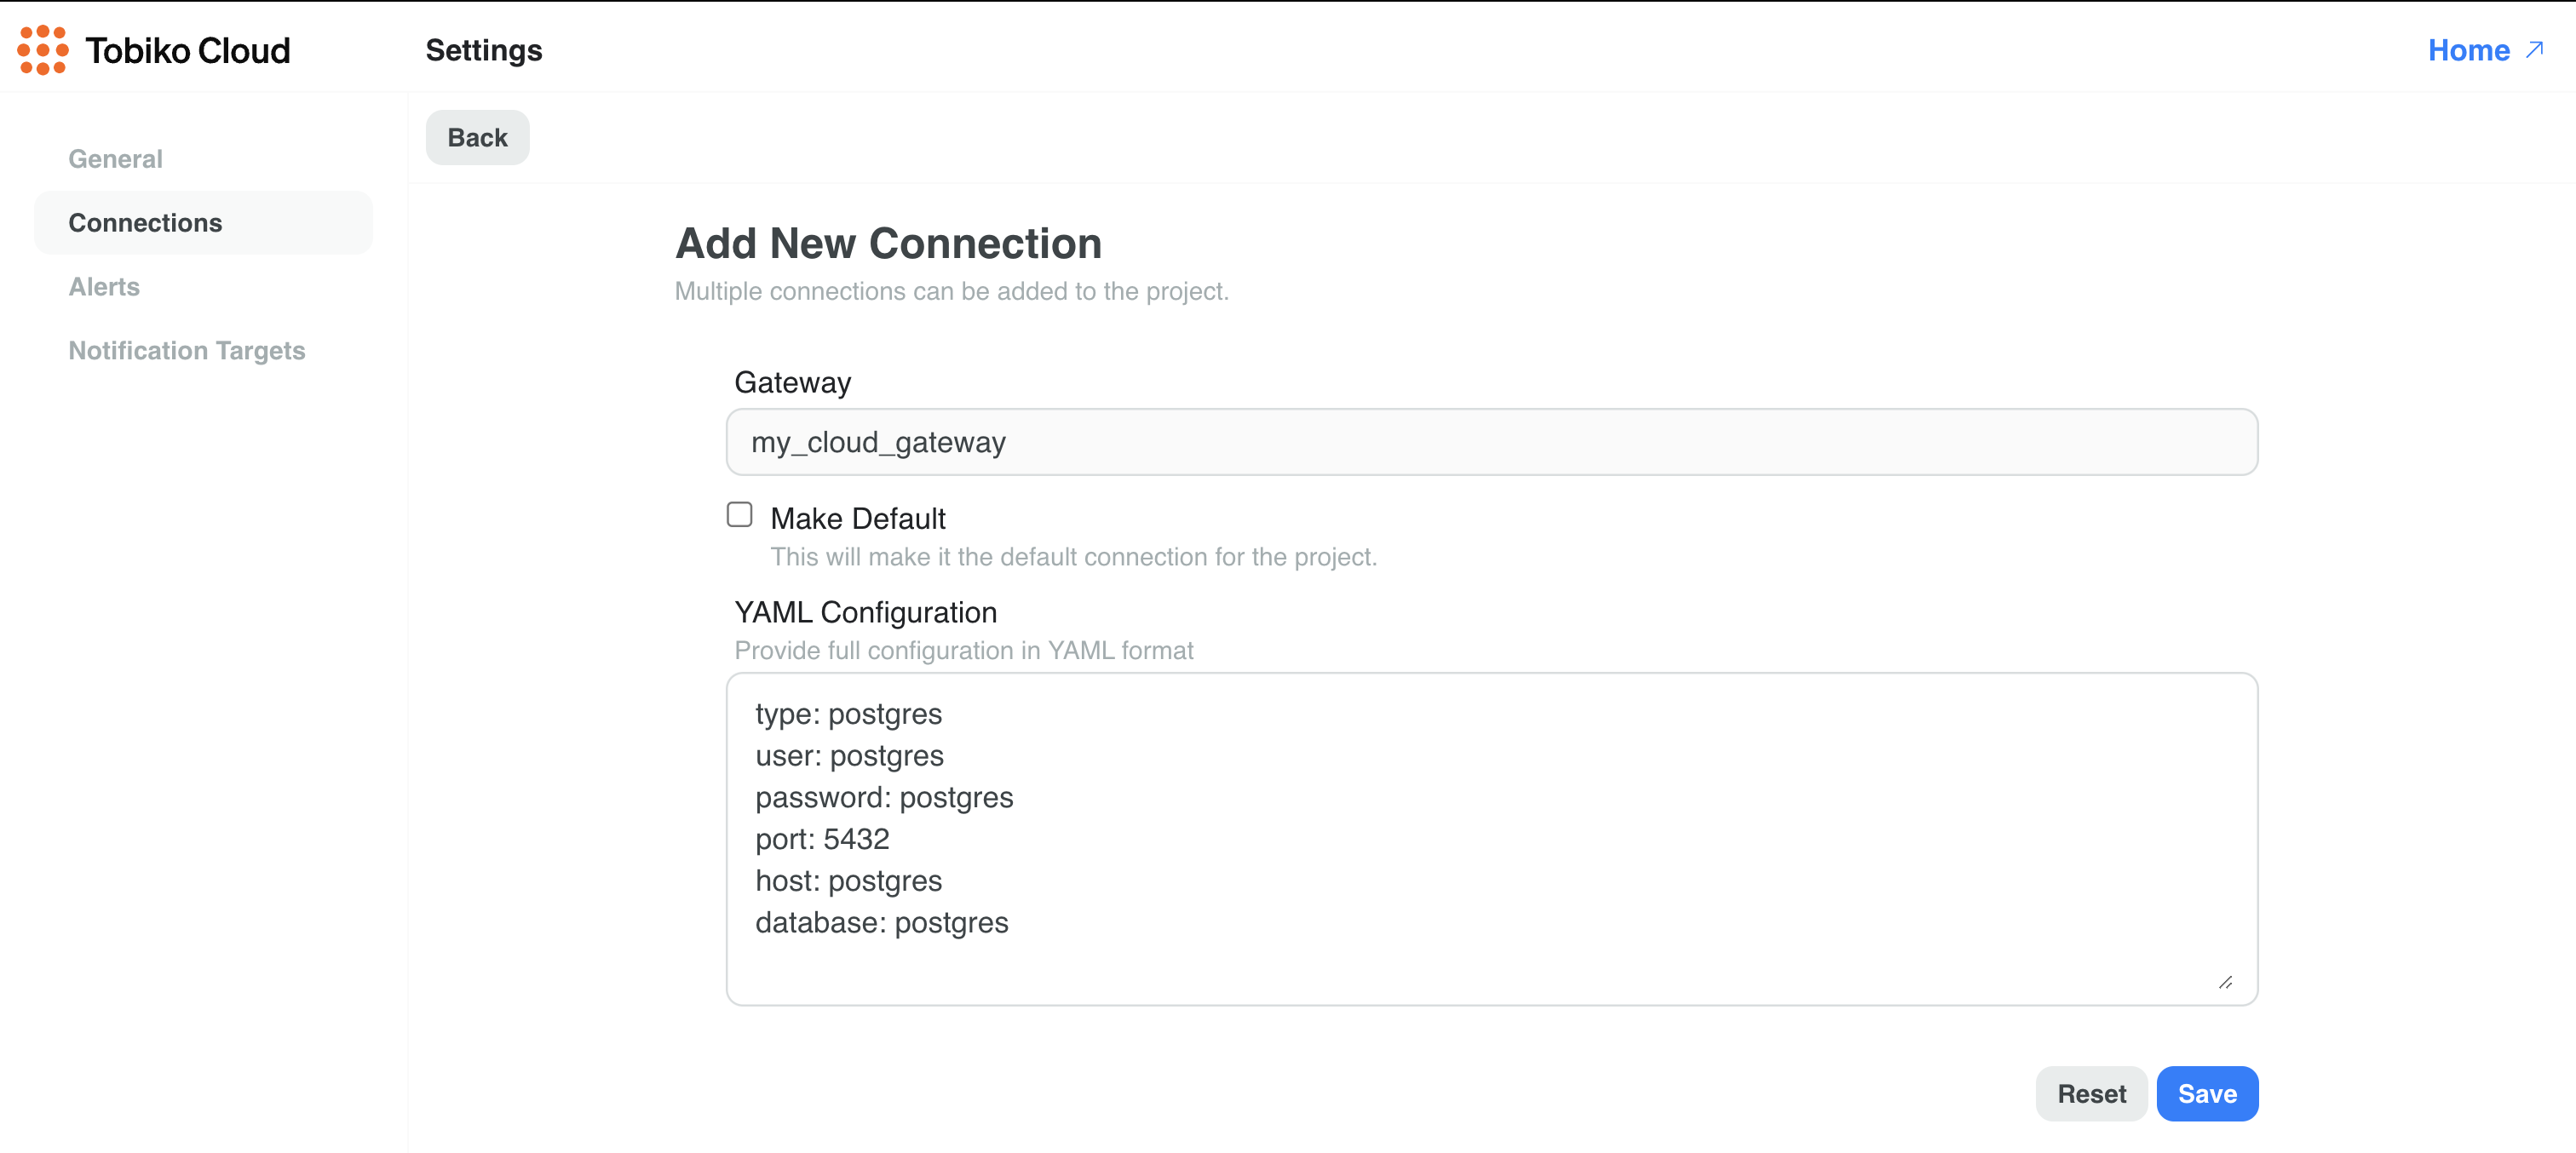 Tobiko Cloud
Settings
Home
Back
General
Connections
Alerts
Notification Targets
Add New Connection
Multiple connections can be added to the project.
Gateway
my_cloud_gateway
Make Default
This will make it the default connection for the project.
YAML Configuration
Provide full configuration in YAML format
type: postgres
user: postgres
password: postgres
port: 5432
host: postgres
database: postgres
Reset
Save